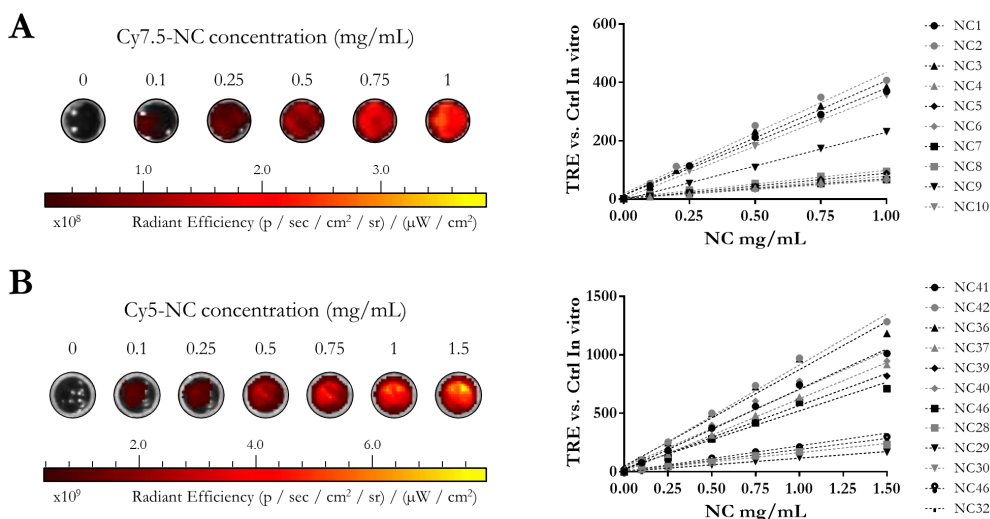 A
Cy7.5-NC concentration (mg/mL)
0 0.1 0.25 0.5 0.75 1
1.0 2.0 3.0
x10⁸ Radiant Efficiency (p / sec / cm² / sr) / (µW / cm²)
TRE vs. Ctrl In vitro
600
400
200
0
0.00 0.25 0.50 0.75 1.00
NC mg/mL
NC1
NC2
NC3
NC4
NC5
NC6
NC7
NC8
NC9
NC10
B
Cy5-NC concentration (mg/mL)
0 0.1 0.25 0.5 0.75 1 1.5
2.0 4.0 6.0
x10⁹ Radiant Efficiency (p / sec / cm² / sr) / (µW / cm²)
TRE vs. Ctrl In vitro
1500
1000
500
0
0.00 0.25 0.50 0.75 1.00 1.25 1.50
NC mg/mL
NC41
NC42
NC36
NC37
NC39
NC40
NC46
NC28
NC29
NC30
NC46
NC32